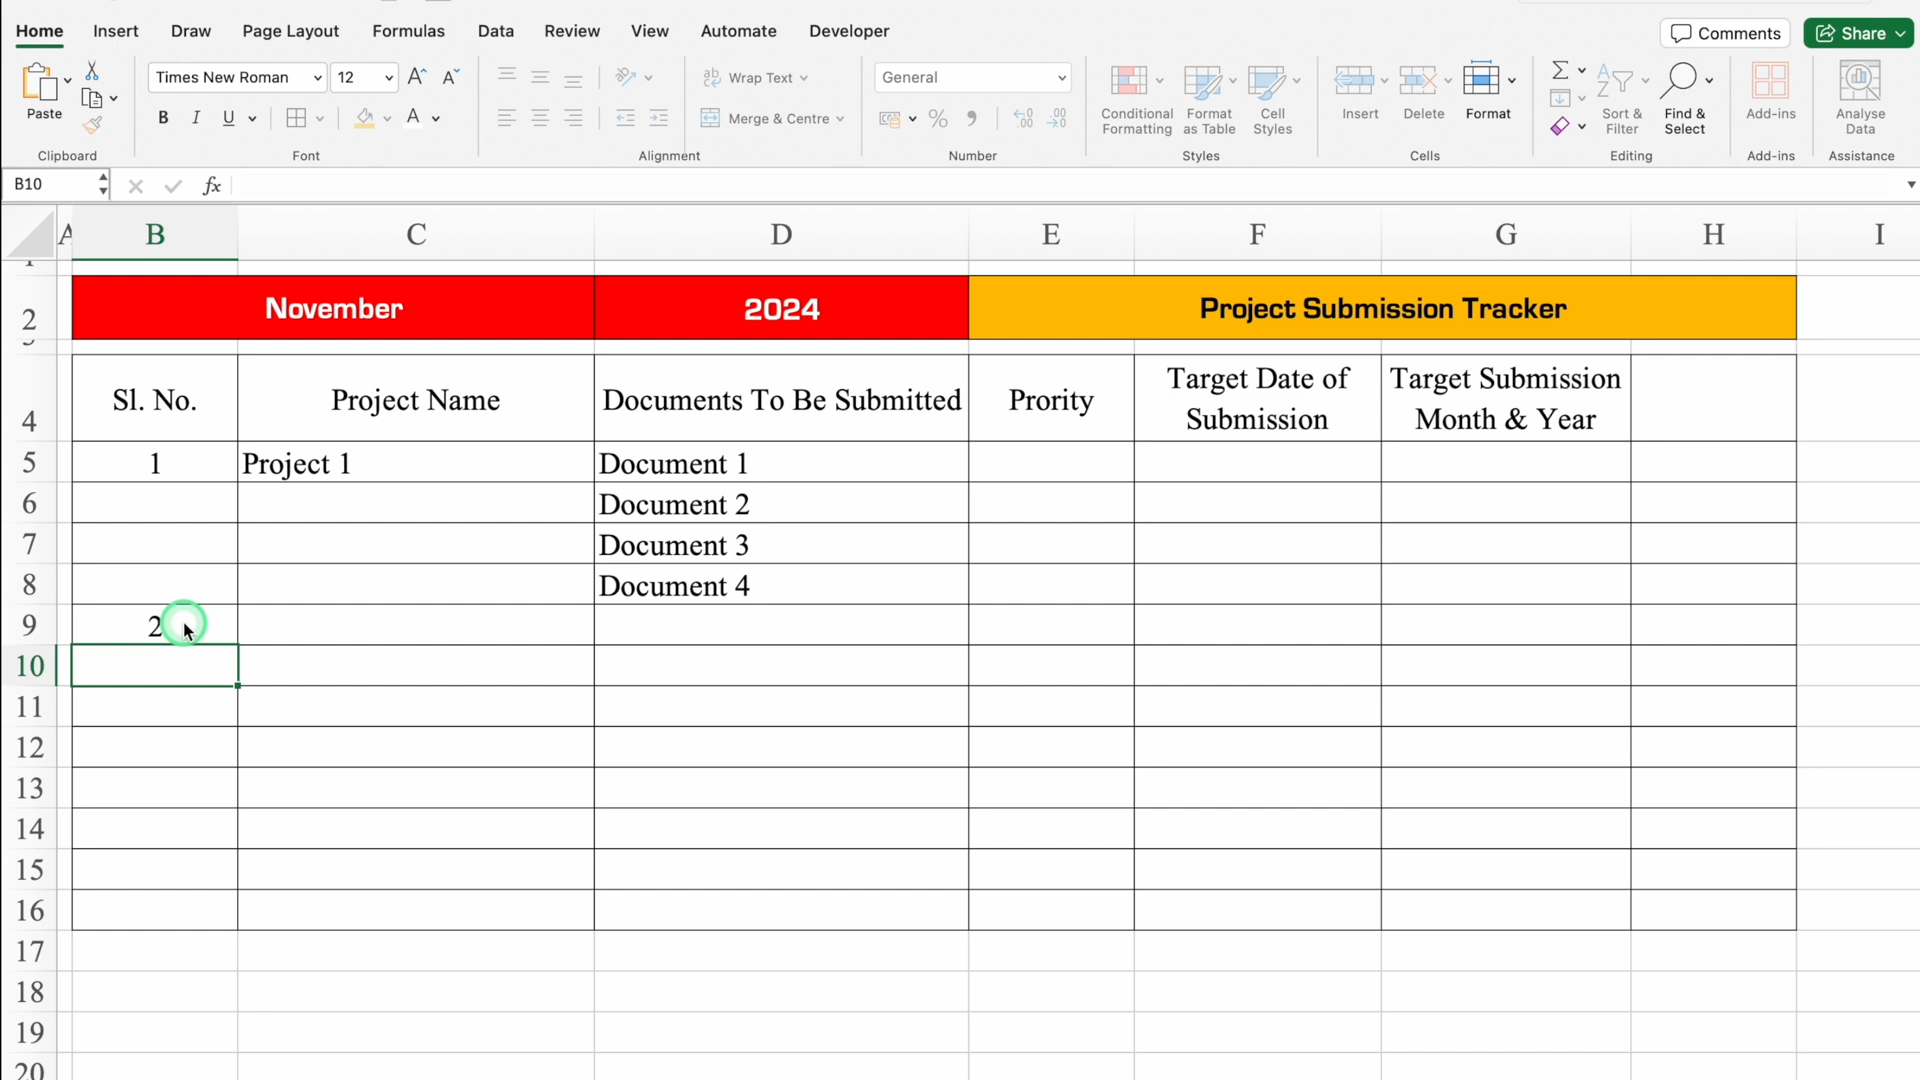 Home Insert Draw Page Layout Formulas Data Review View Automate Developer Comments Share
Times New Roman 12 Wrap Text General
Paste B I U A Merge & Centre % Conditional Formatting Format as Table Cell Styles Insert Delete Format Sort & Filter Find & Select Add-ins Analyse Data
Clipboard Font Alignment Number Styles Cells Editing Add-ins Assistance
B10 fx
A B C D E F G H I
1
2 November 2024 Project Submission Tracker
3
4 Sl. No. Project Name Documents To Be Submitted Prority Target Date of Submission Target Submission Month & Year
5 1 Project 1 Document 1
6 Document 2
7 Document 3
8 Document 4
9 2
10
11
12
13
14
15
16
17
18
19
20